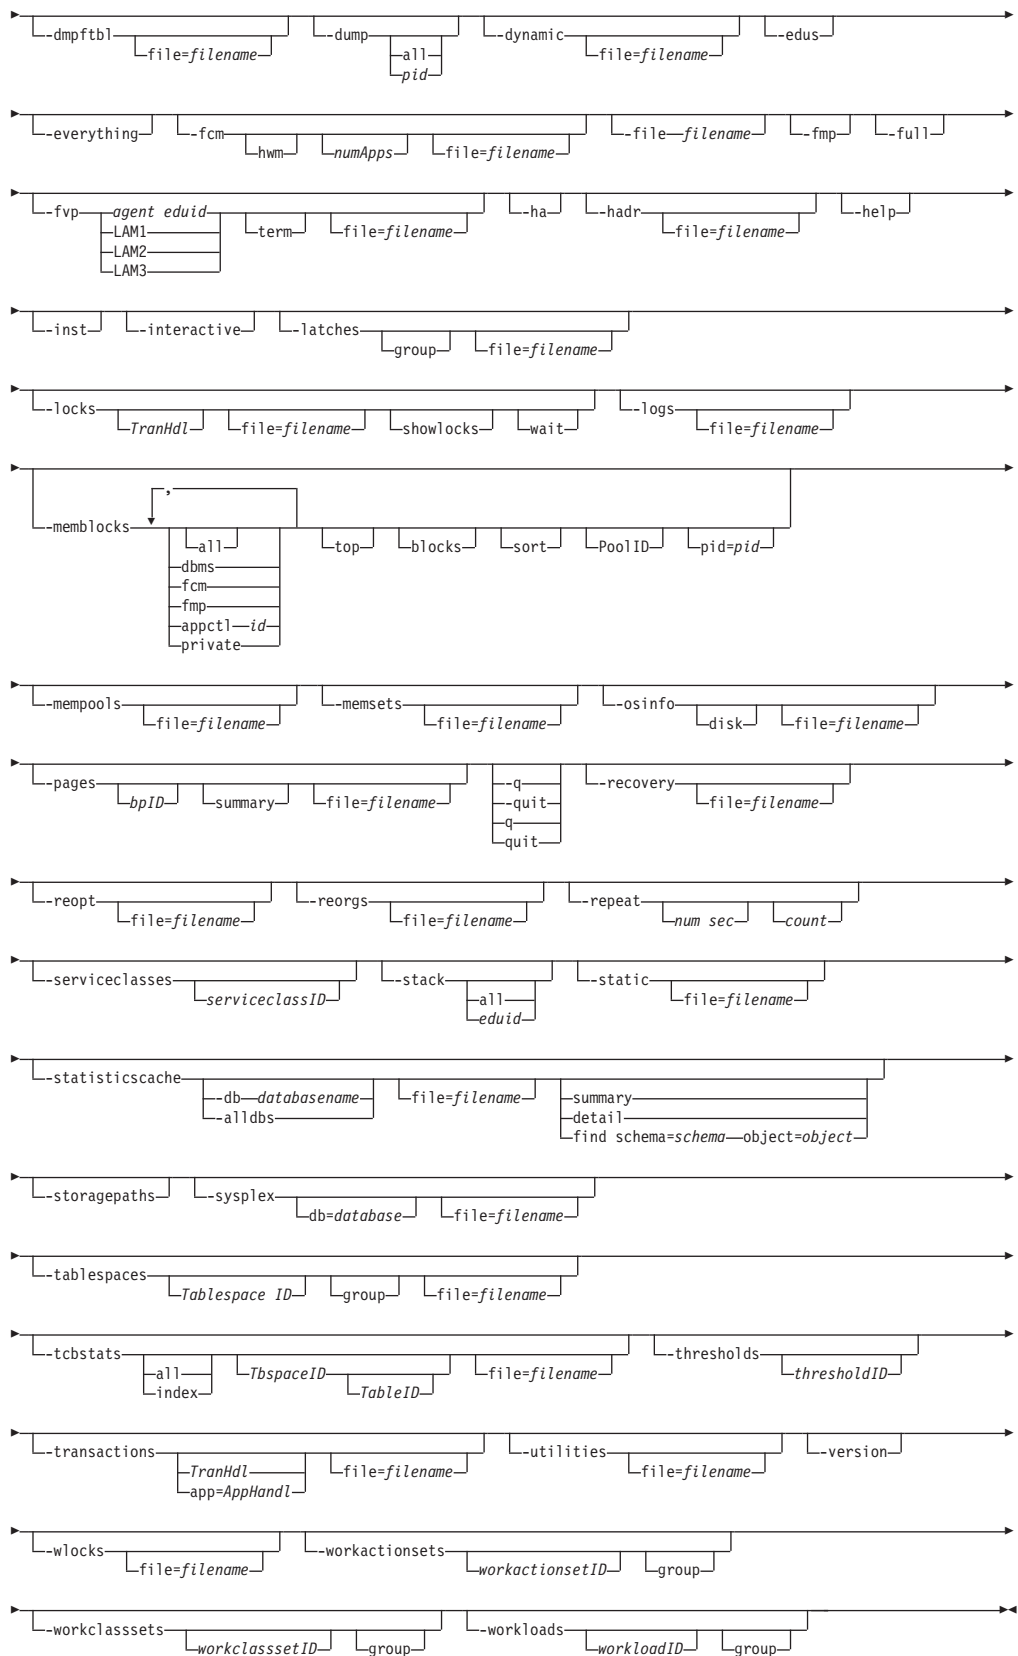 -dmpftbl -dump -dynamic -edus
file=filename all file=filename
pid
-everything -fcm -file filename -fmp -full
hwm numApps file=filename
-fvp agent eduid -ha -hadr -help
LAM1 term file=filename file=filename
LAM2
LAM3
-inst -interactive -latches
group file=filename
-locks -logs
TranHdl file=filename showlocks wait file=filename
,
-memblocks
all top blocks sort PoolID pid=pid
dbms
fcm
fmp
appctl id
private
-mempools -memsets -osinfo
file=filename file=filename disk file=filename
-pages -q -recovery
bpID summary file=filename -quit file=filename
q
quit
-reopt -reorgs -repeat
file=filename file=filename num sec count
-serviceclasses -stack -static
serviceclassID all file=filename
eduid
-statisticscache
-db databasename file=filename summary
-alldbs detail
find schema=schema object=object
-storagepaths -sysplex
db=database file=filename
-tablespaces
Tablespace ID group file=filename
-tcbstats -thresholds
all TbspaceID file=filename thresholdID
index TableID
-transactions -utilities -version
TranHdl file=filename file=filename
app=AppHandl
-wlocks -workactionsets
file=filename workactionsetID group
-workclasssets -workloads
workclasssetID group workloadID group